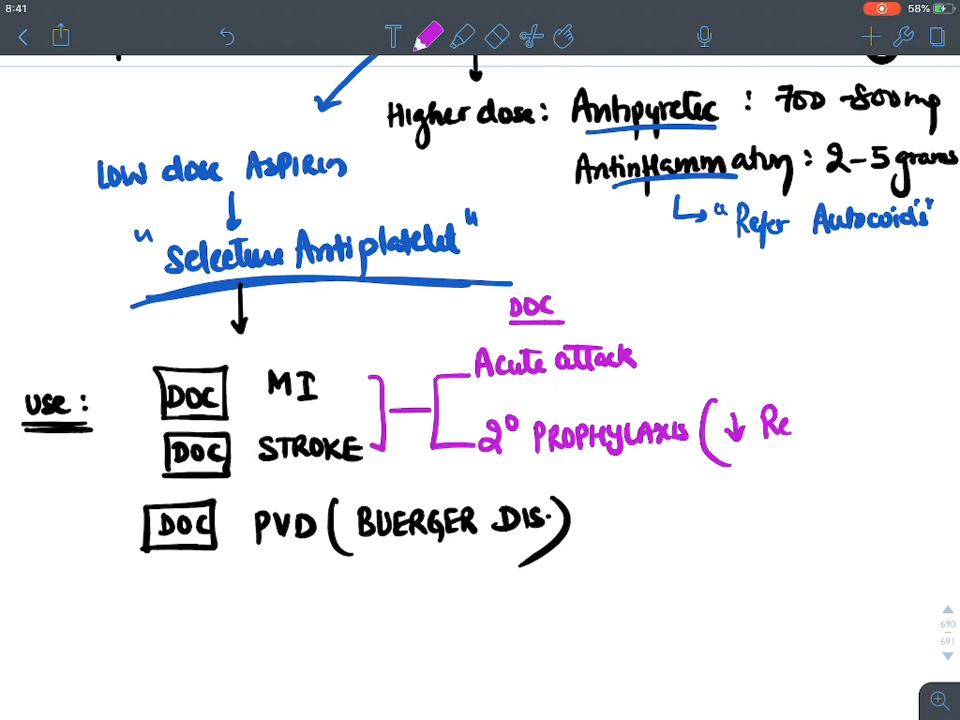 8:41
58%
T
Higher dose: Antipyretic : 700-800mg
Antinflammatory : 2-5 grams
"Refer Autocoids"
Low dose ASPIRIN
"Selective Antiplatelet"
DOC
Acute attack
use: DOC MI
2° PROPHYLAXIS (↓ Re
DOC STROKE
DOC PVD (BUERGER DIS.)
690
691